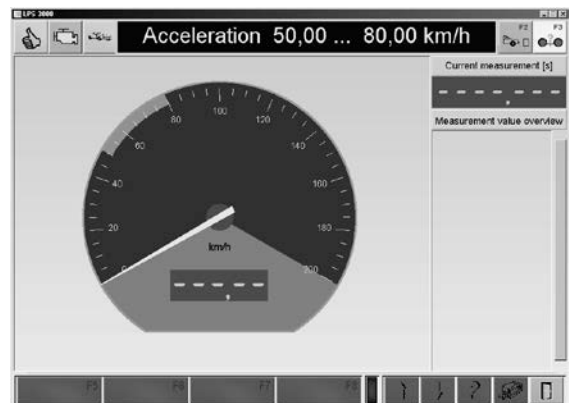 LPS 3000
Acceleration 50,00 ... 80,00 km/h
F2
F3
Current measurement [s]
- - - - , - - -
Measurement value overview
0
20
40
60
80
100
120
140
160
180
200
km/h
- - - , - -
F5
F6
F7
F8